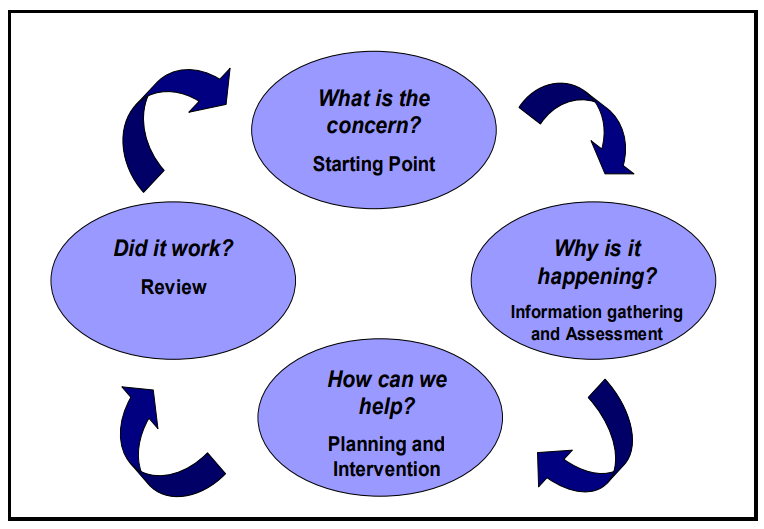 What is the
concern?
Starting Point
Why is it
happening?
Information gathering
and Assessment
How can we
help?
Planning and
Intervention
Did it work?
Review